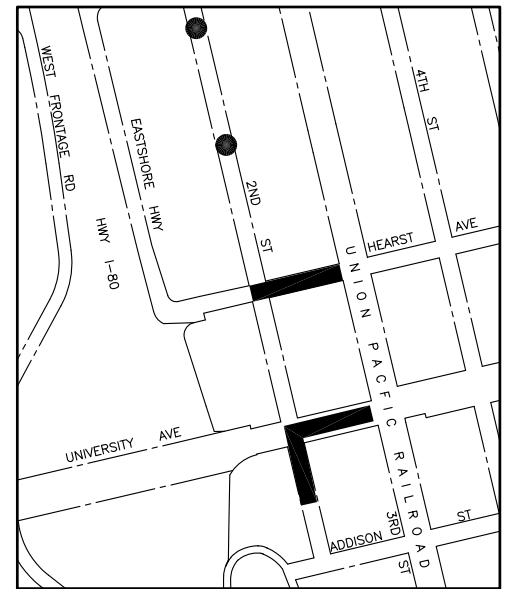 WEST FRONTAGE RD
EASTSHORE HWY
HWY I-80
2ND ST
4TH ST
HEARST AVE
UNION PACIFIC RAILROAD
UNIVERSITY AVE
3RD ST
ADDISON ST